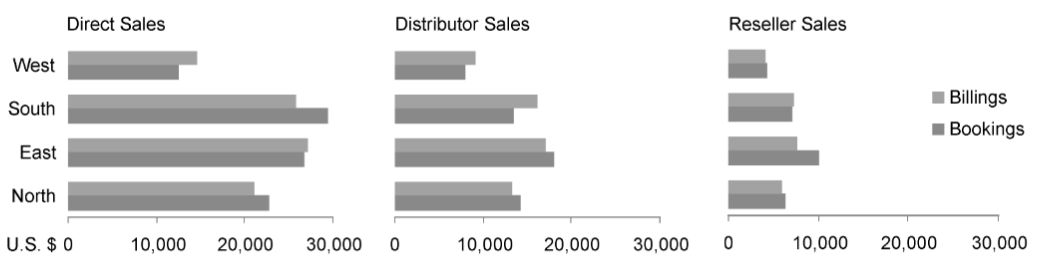 Direct Sales
Distributor Sales
Reseller Sales
West
South
East
North
Billings
Bookings
U.S. $ 0 10,000 20,000 30,000
0 10,000 20,000 30,000
0 10,000 20,000 30,000